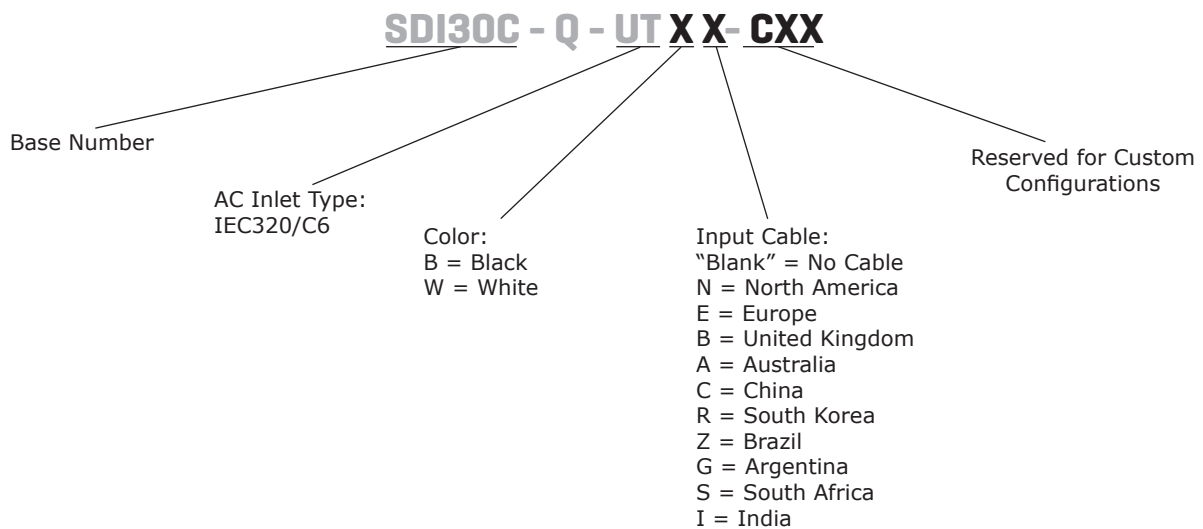 SDI30C - Q - UT X X- CXX
Base Number
AC Inlet Type:
IEC320/C6
Color:
B = Black
W = White
Input Cable:
“Blank” = No Cable
N = North America
E = Europe
B = United Kingdom
A = Australia
C = China
R = South Korea
Z = Brazil
G = Argentina
S = South Africa
I = India
Reserved for Custom
Configurations